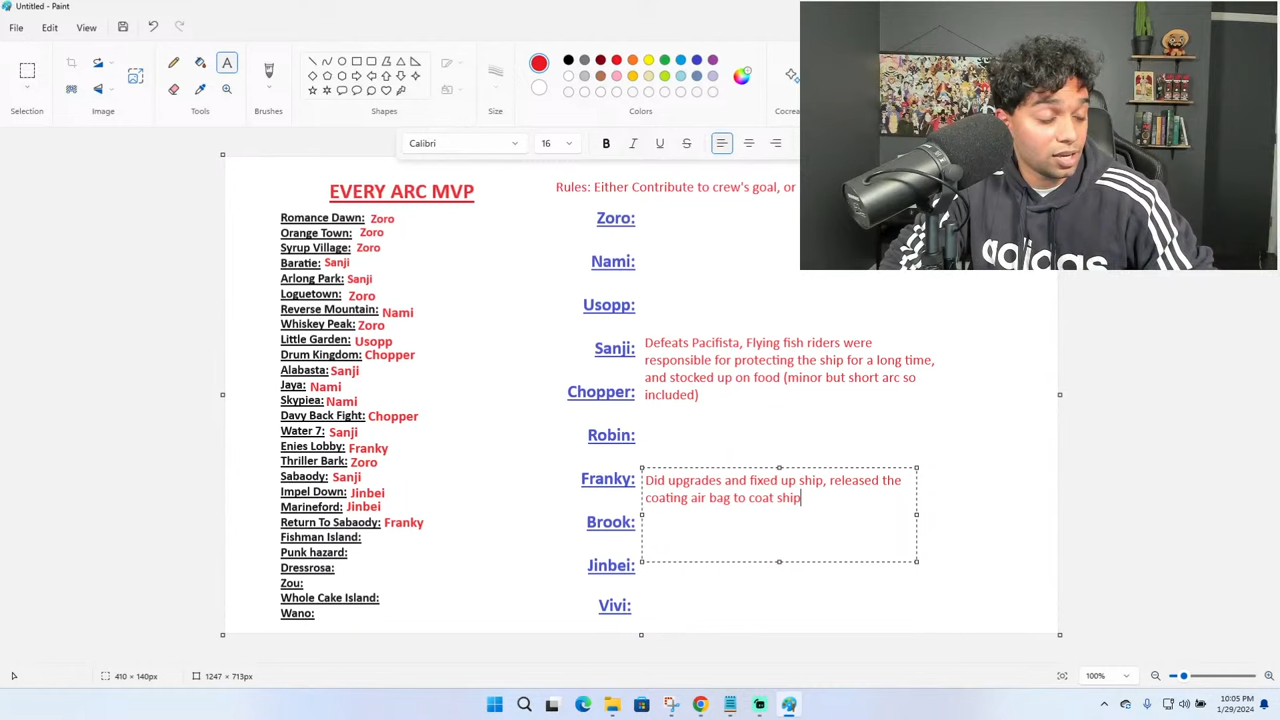 Untitled - Paint
File Edit View
Selection
Image
Tools
Brushes
Shapes
Size
Colors
Calibri 16 B I U S
EVERY ARC MVP
Rules: Either Contribute to crew's goal, or
Romance Dawn: Zoro
Orange Town: Zoro
Syrup Village: Zoro
Baratie: Sanji
Arlong Park: Sanji
Loguetown: Zoro
Reverse Mountain: Nami
Whiskey Peak: Zoro
Little Garden: Usopp
Drum Kingdom: Chopper
Alabasta: Sanji
Jaya: Nami
Skypiea: Nami
Davy Back Fight: Chopper
Water 7: Sanji
Enies Lobby: Franky
Thriller Bark: Zoro
Sabaody: Sanji
Impel Down: Jinbei
Marineford: Jinbei
Return To Sabaody: Franky
Fishman Island:
Punk hazard:
Dressrosa:
Zou:
Whole Cake Island:
Wano:
Zoro:
Nami:
Usopp:
Sanji:
Defeats Pacifista, Flying fish riders were
responsible for protecting the ship for a long time,
and stocked up on food (minor but short arc so
included)
Chopper:
Robin:
Franky:
Did upgrades and fixed up ship, released the
coating air bag to coat ship
Brook:
Jinbei:
Vivi:
adidas
410 × 140px
1247 × 713px
100%
10:05 PM
1/29/2024